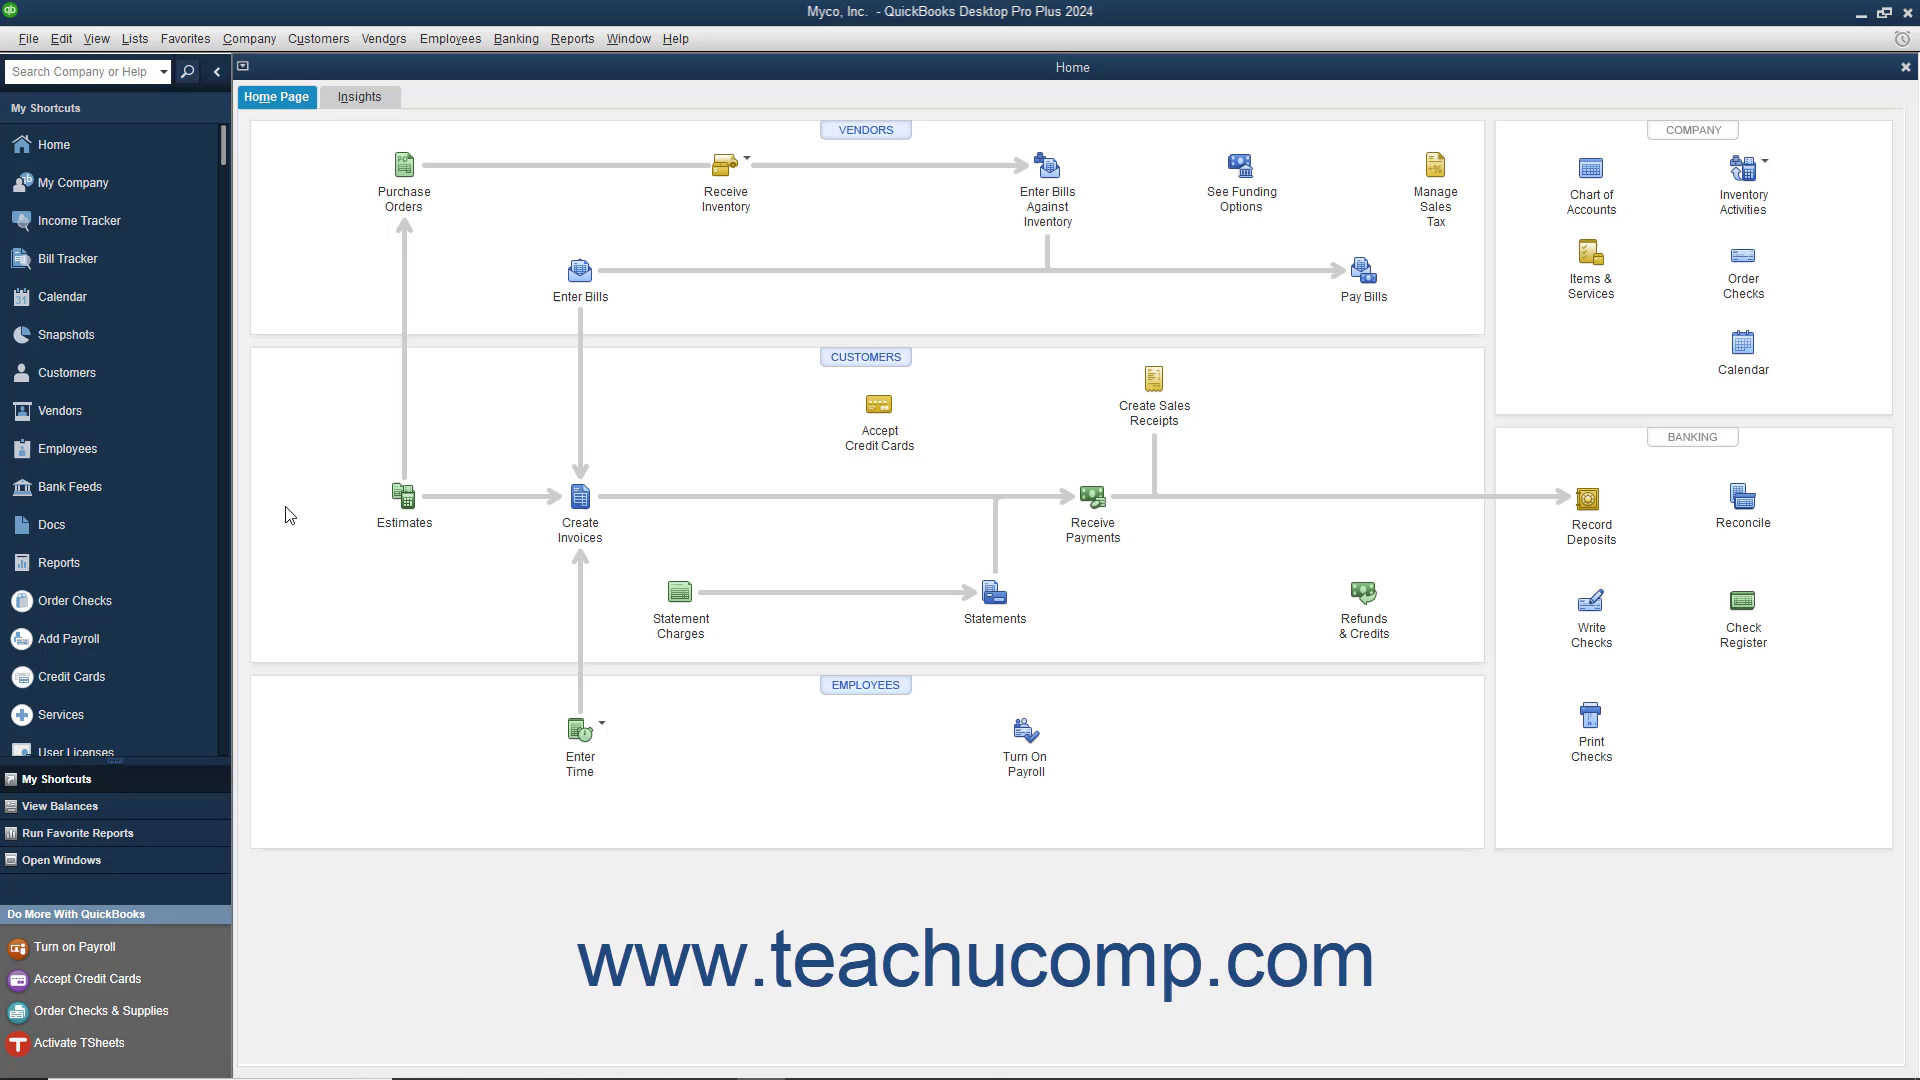 Myco, Inc. - QuickBooks Desktop Pro Plus 2024
File Edit View Lists Favorites Company Customers Vendors Employees Banking Reports Window Help
Search Company or Help
Home
Home Page
Insights
My Shortcuts
Home
My Company
Income Tracker
Bill Tracker
Calendar
Snapshots
Customers
Vendors
Employees
Bank Feeds
Docs
Reports
Order Checks
Add Payroll
Credit Cards
Services
User Licenses
My Shortcuts
View Balances
Run Favorite Reports
Open Windows
Do More With QuickBooks
Turn on Payroll
Accept Credit Cards
Order Checks & Supplies
Activate TSheets
VENDORS
Purchase
Orders
Receive
Inventory
Enter Bills
Against
Inventory
See Funding
Options
Manage
Sales
Tax
Enter Bills
Pay Bills
CUSTOMERS
Create Sales
Receipts
Accept
Credit Cards
Estimates
Create
Invoices
Receive
Payments
Statement
Charges
Statements
Refunds
& Credits
EMPLOYEES
Enter
Time
Turn On
Payroll
COMPANY
Chart of
Accounts
Inventory
Activities
Items &
Services
Order
Checks
Calendar
BANKING
Record
Deposits
Reconcile
Write
Checks
Check
Register
Print
Checks
www.teachucomp.com